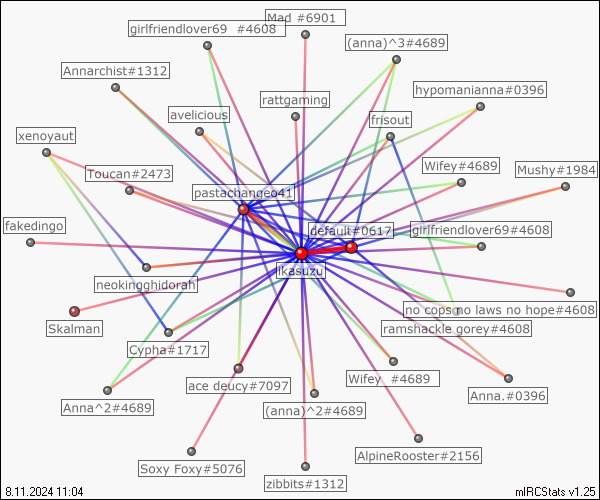 Mad #6901
girlfriendlover69 #4608
(anna)^3#4689
Annarchist#1312
hypomanianna#0396
rattgaming
avelicious
frisout
xenoyaut
Wifey#4689
Mushy#1984
Toucan#2473
pastachangeo41
fakedingo
default#0617
girlfriendlover69#4608
ikasuzu
neokingghidorah
no cops no laws no hope#4608
Skalman
ramshackle gorey#4608
Cypha#1717
Wifey #4689
ace deucy#7097
Anna.#0396
Anna^2#4689
(anna)^2#4689
AlpineRooster#2156
Soxy Foxy#5076
zibbits#1312
8.11.2024 11:04
mIRCStats v1.25